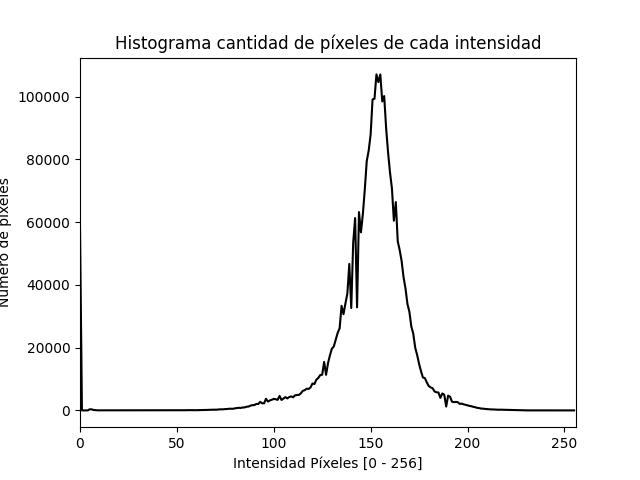 Histograma cantidad de píxeles de cada intensidad
100000
80000
60000
40000
20000
0
Número de píxeles
0 50 100 150 200 250
Intensidad Píxeles [0 - 256]